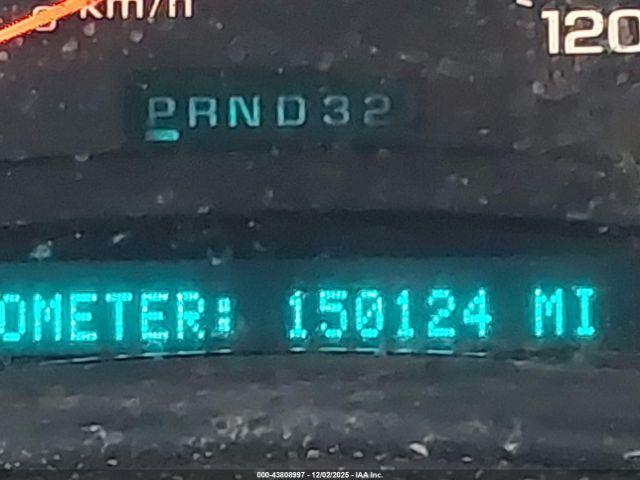 km/h
120
PRND32
OMETER: 150124 MI
000-43808997 - 12/02/2025 - IAA Inc.